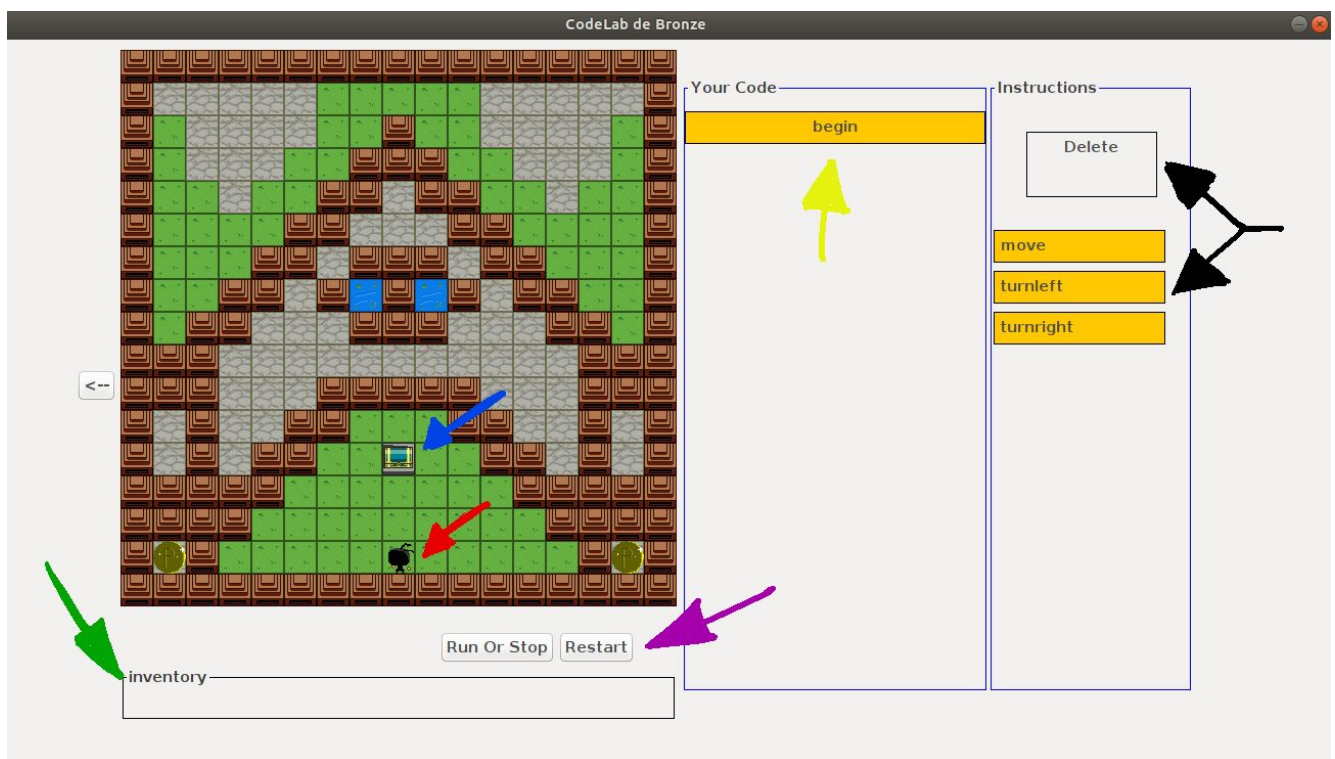 CodeLab de Bronze
Your Code
Instructions
begin
Delete
move
turnleft
turnright
<--
Run Or Stop
Restart
inventory